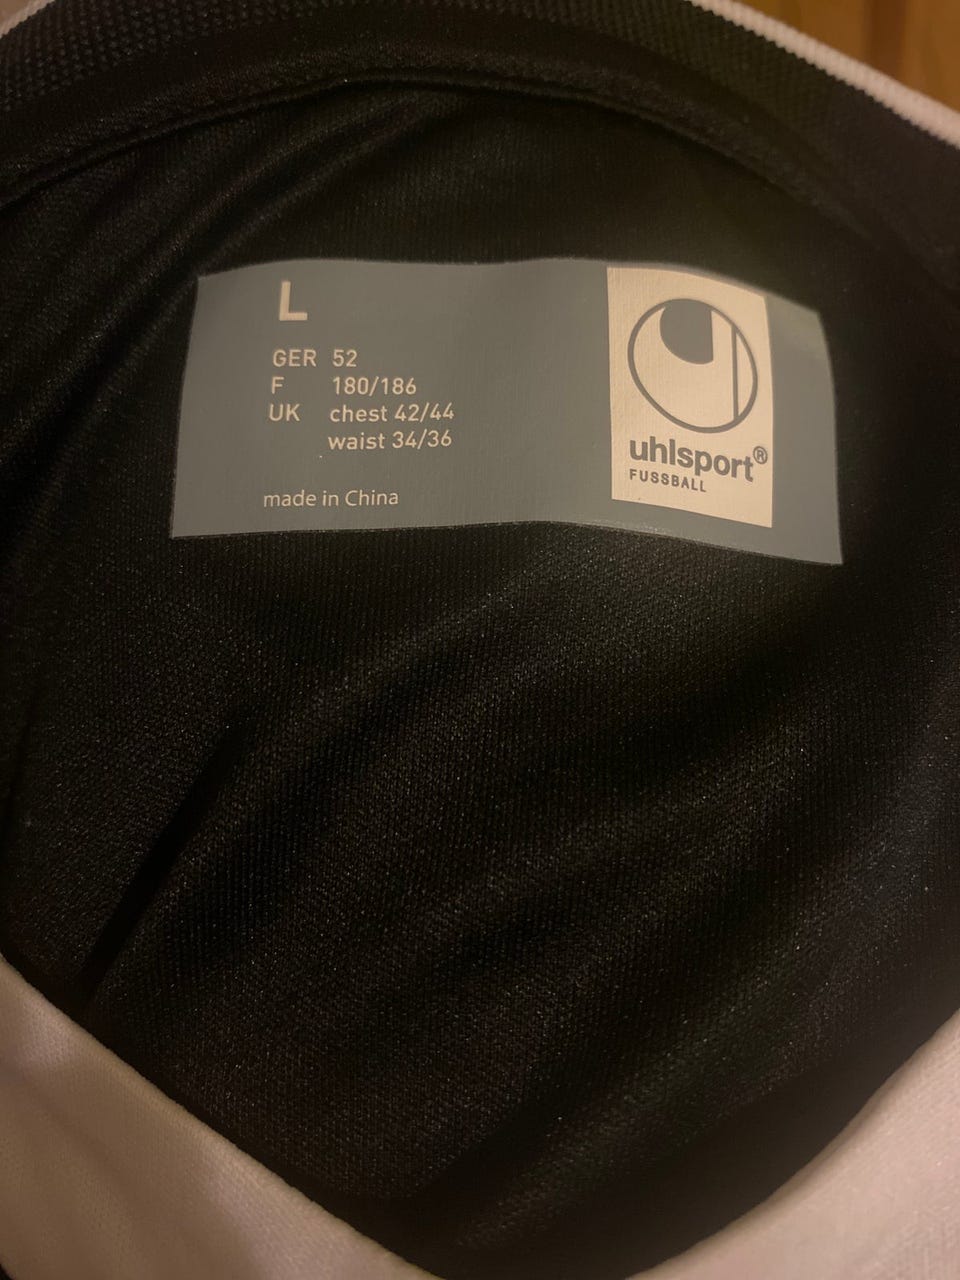 L
GER 52
F 180/186
UK chest 42/44
waist 34/36
made in China
uhlsport®
FUSSBALL